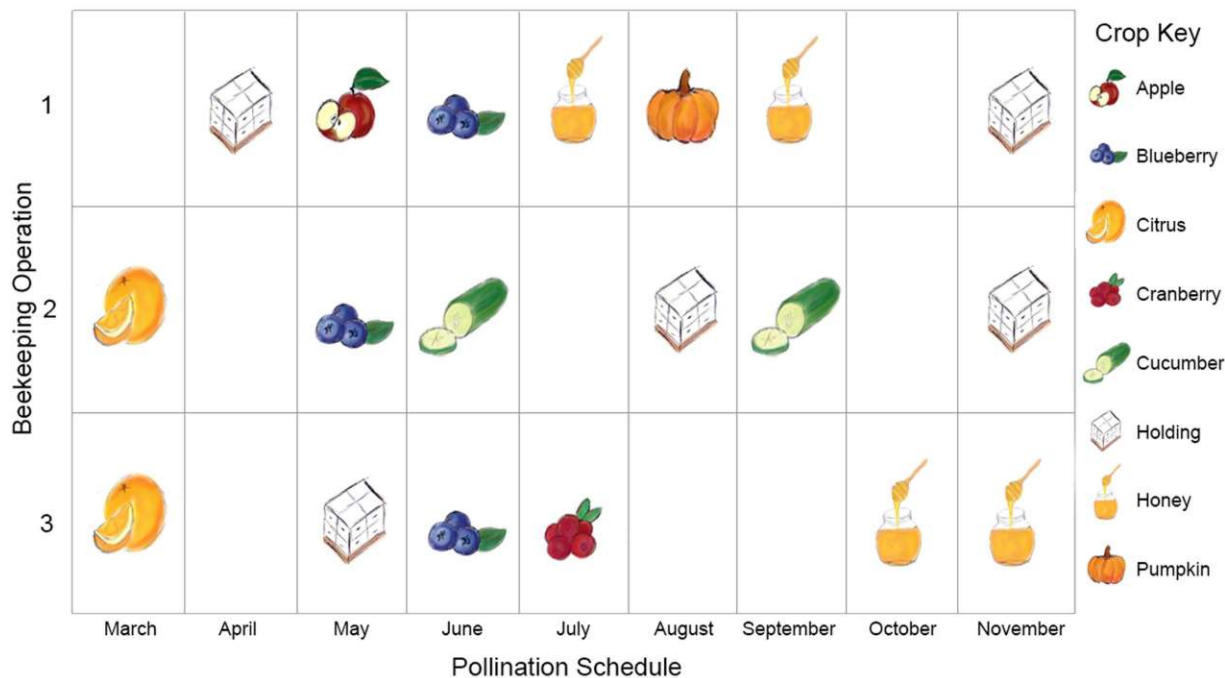 Crop Key
Apple
Blueberry
Citrus
Cranberry
Cucumber
Holding
Honey
Pumpkin
Beekeeping Operation
1
2
3
March April May June July August September October November
Pollination Schedule